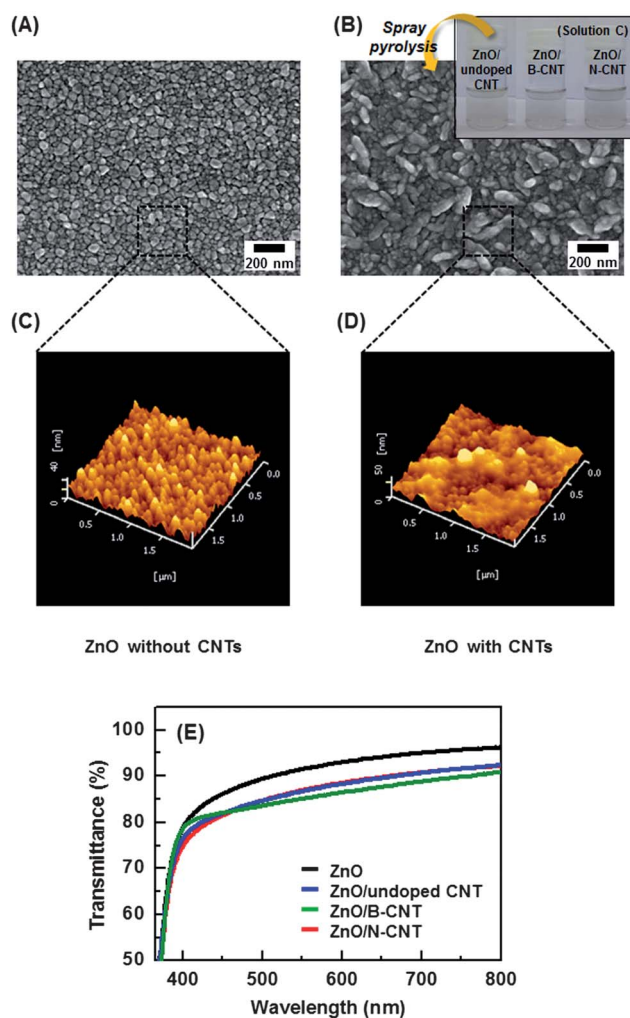 (A)
(B)
Spray
pyrolysis
(Solution C)
ZnO/
undoped
CNT
ZnO/
B-CNT
ZnO/
N-CNT
200 nm
200 nm
(C)
(D)
[nm]
40
0
0.5
1.0
1.5
[µm]
0.0
0.5
1.0
1.5
[nm]
50
0
0.5
1.0
1.5
[µm]
0.0
0.5
1.0
1.5
ZnO without CNTs
ZnO with CNTs
(E)
Transmittance (%)
100
90
80
70
60
50
ZnO
ZnO/undoped CNT
ZnO/B-CNT
ZnO/N-CNT
400
500
600
700
800
Wavelength (nm)